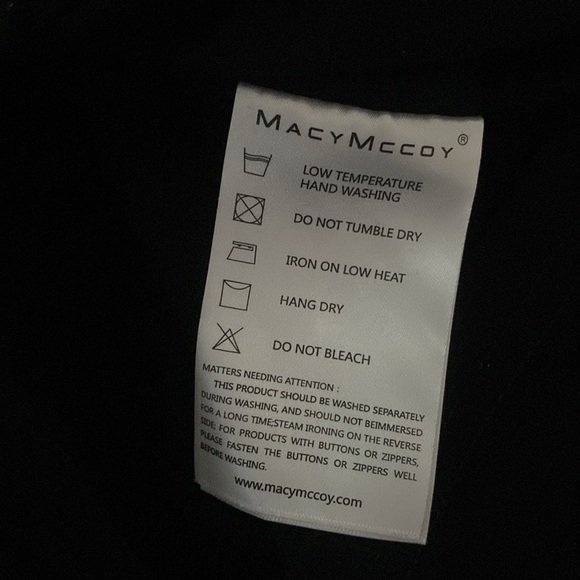 MACYMCCOY®
LOW TEMPERATURE
HAND WASHING
DO NOT TUMBLE DRY
IRON ON LOW HEAT
HANG DRY
DO NOT BLEACH
MATTERS NEEDING ATTENTION :
THIS PRODUCT SHOULD BE WASHED SEPARATELY
DURING WASHING, AND SHOULD NOT BEIMMERSED
FOR A LONG TIME;STEAM IRONING ON THE REVERSE
SIDE; FOR PRODUCTS WITH BUTTONS OR ZIPPERS,
PLEASE FASTEN THE BUTTONS OR ZIPPERS WELL
BEFORE WASHING.
www.macymccoy.com